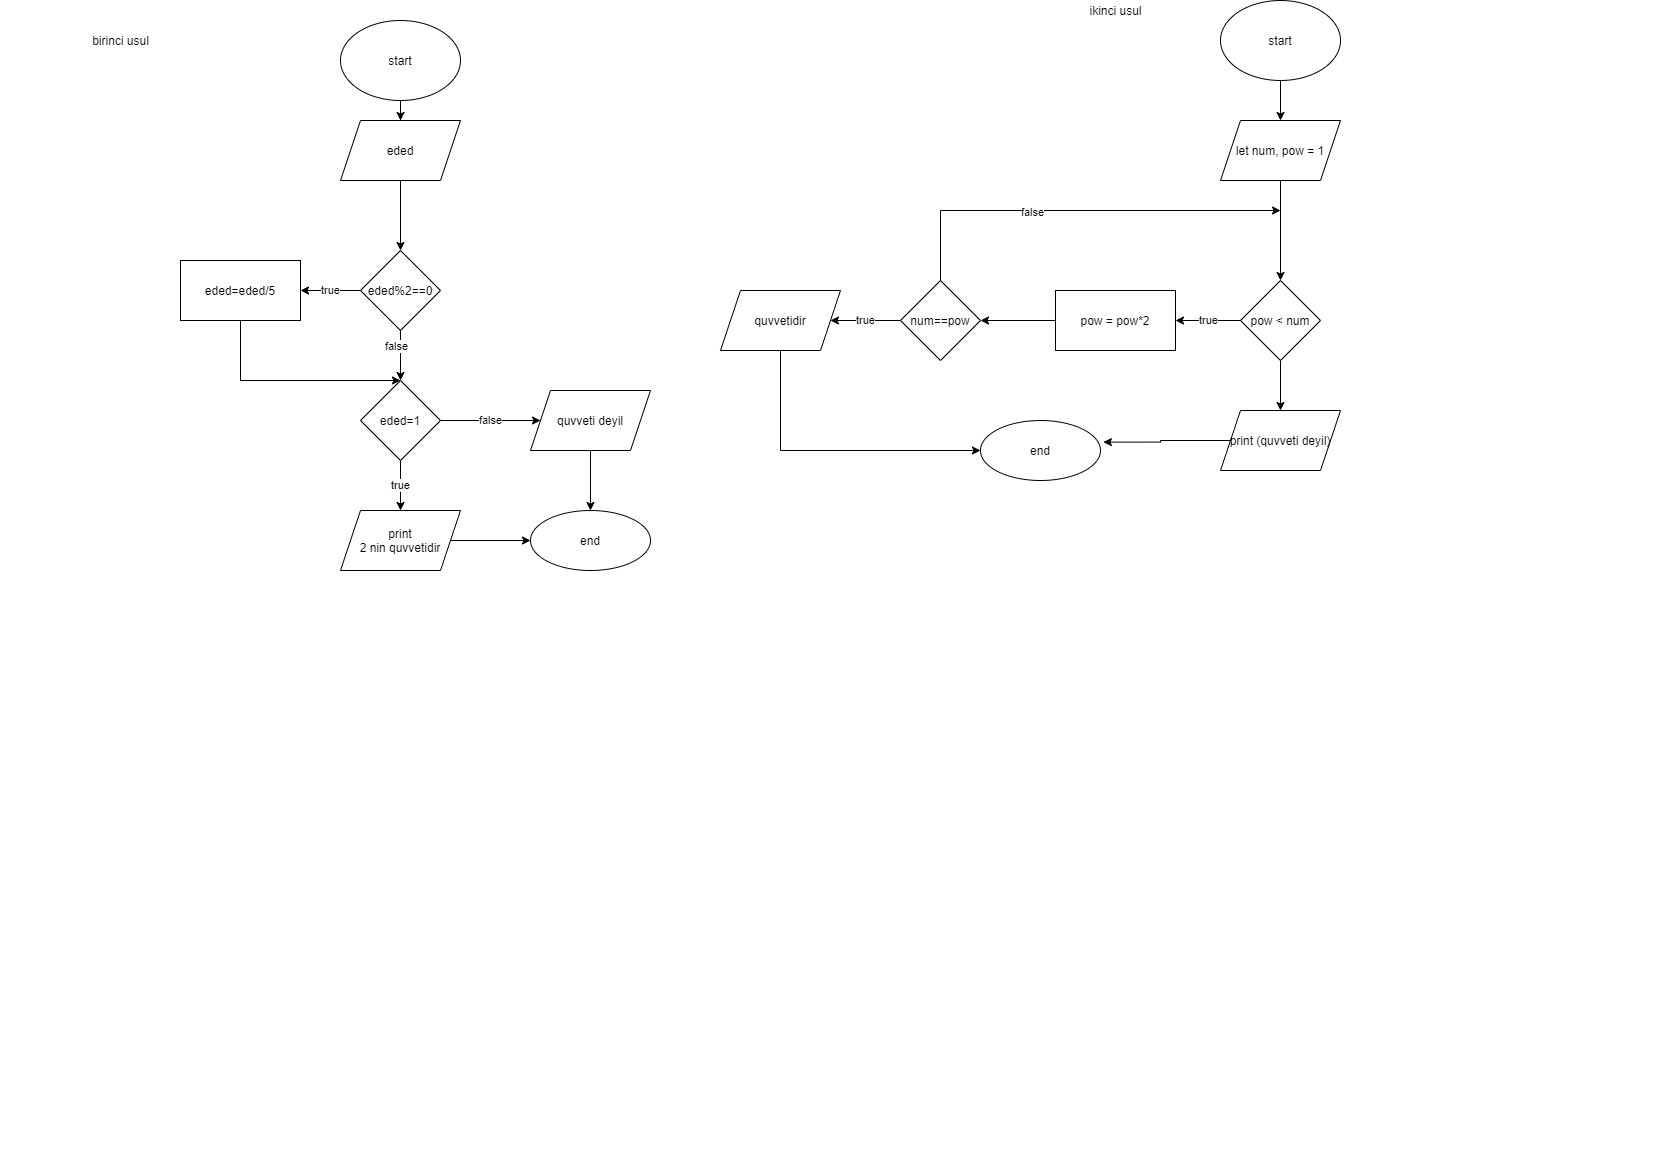 birinci usul
start
eded
eded%2==0
true
eded=eded/5
false
eded=1
false
quvveti deyil
true
print
2 nin quvvetidir
end
ikinci usul
start
let num, pow = 1
false
pow < num
true
pow = pow*2
num==pow
true
quvvetidir
print (quvveti deyil)
end